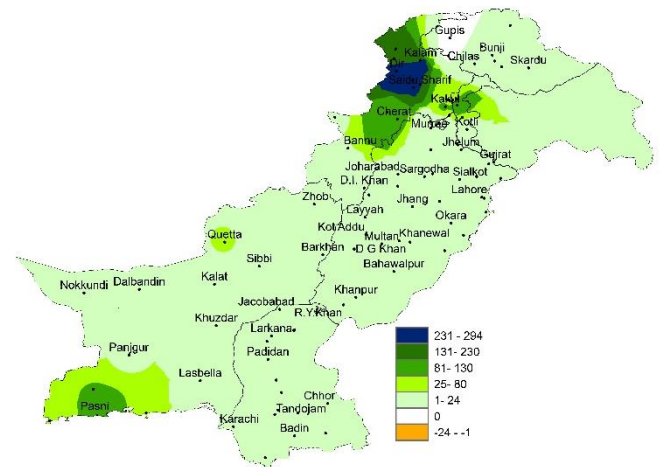 Gupis
Kalam
Chilas
Bunji
Skardu
Dir
Saidu Sharif
Kakul
Cherat
Murree
Kotli
Bannu
Jhelum
Gujrat
Joharabad
Sargodha
Sialkot
D.I. Khan
Zhob
Layyah
Jhang
Lahore
Okara
Kot Addu
Quetta
Multan
Khanewal
Barkhan
D G Khan
Sibbi
Bahawalpur
Kalat
Nokkundi
Dalbandin
Khanpur
Jacobabad
R.Y.Khan
Khuzdar
Larkana
Panjgur
Padidan
Lasbella
Pasni
Chhor
Tandojam
Karachi
Badin
231 - 294
131- 230
81- 130
25- 80
1- 24
0
-24 - -1